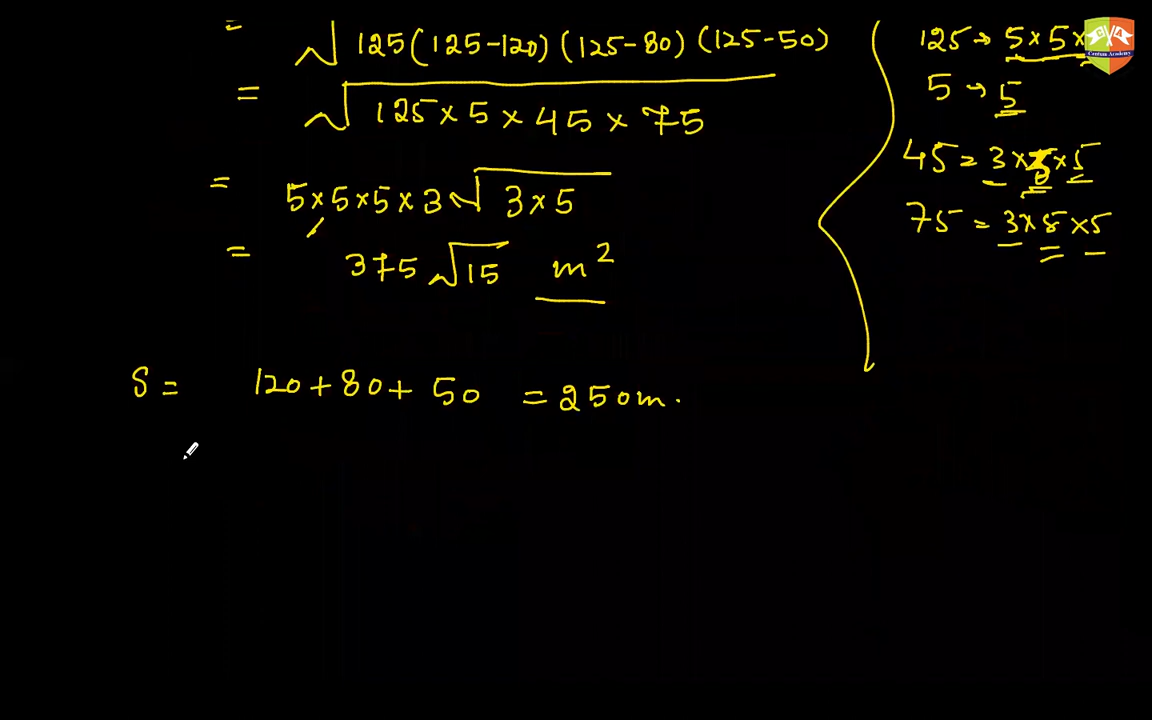 =
√125(125-120)(125-80)(125-50)
= √125×5×45×75
= 5×5×5×3√3×5
= 375√15 m²
S = 120+80+50 = 250m.
125→ 5×5×
5 → 5
45 = 3×5×5
75 = 3×5×5